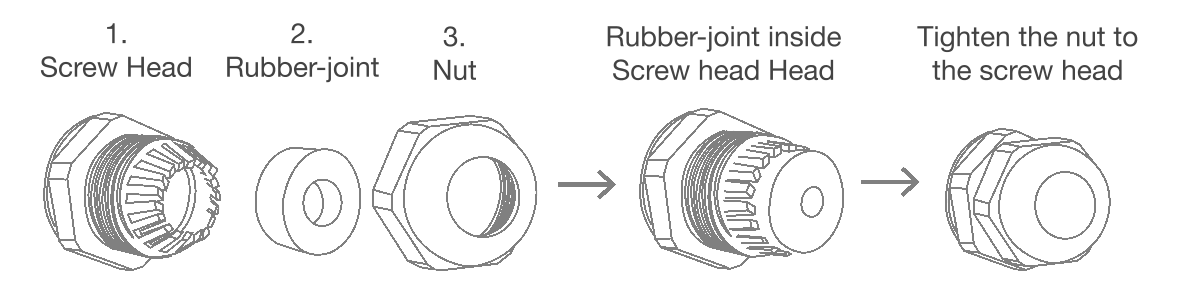 1.
Screw Head
2.
Rubber-joint
3.
Nut
Rubber-joint inside
Screw head Head
Tighten the nut to
the screw head